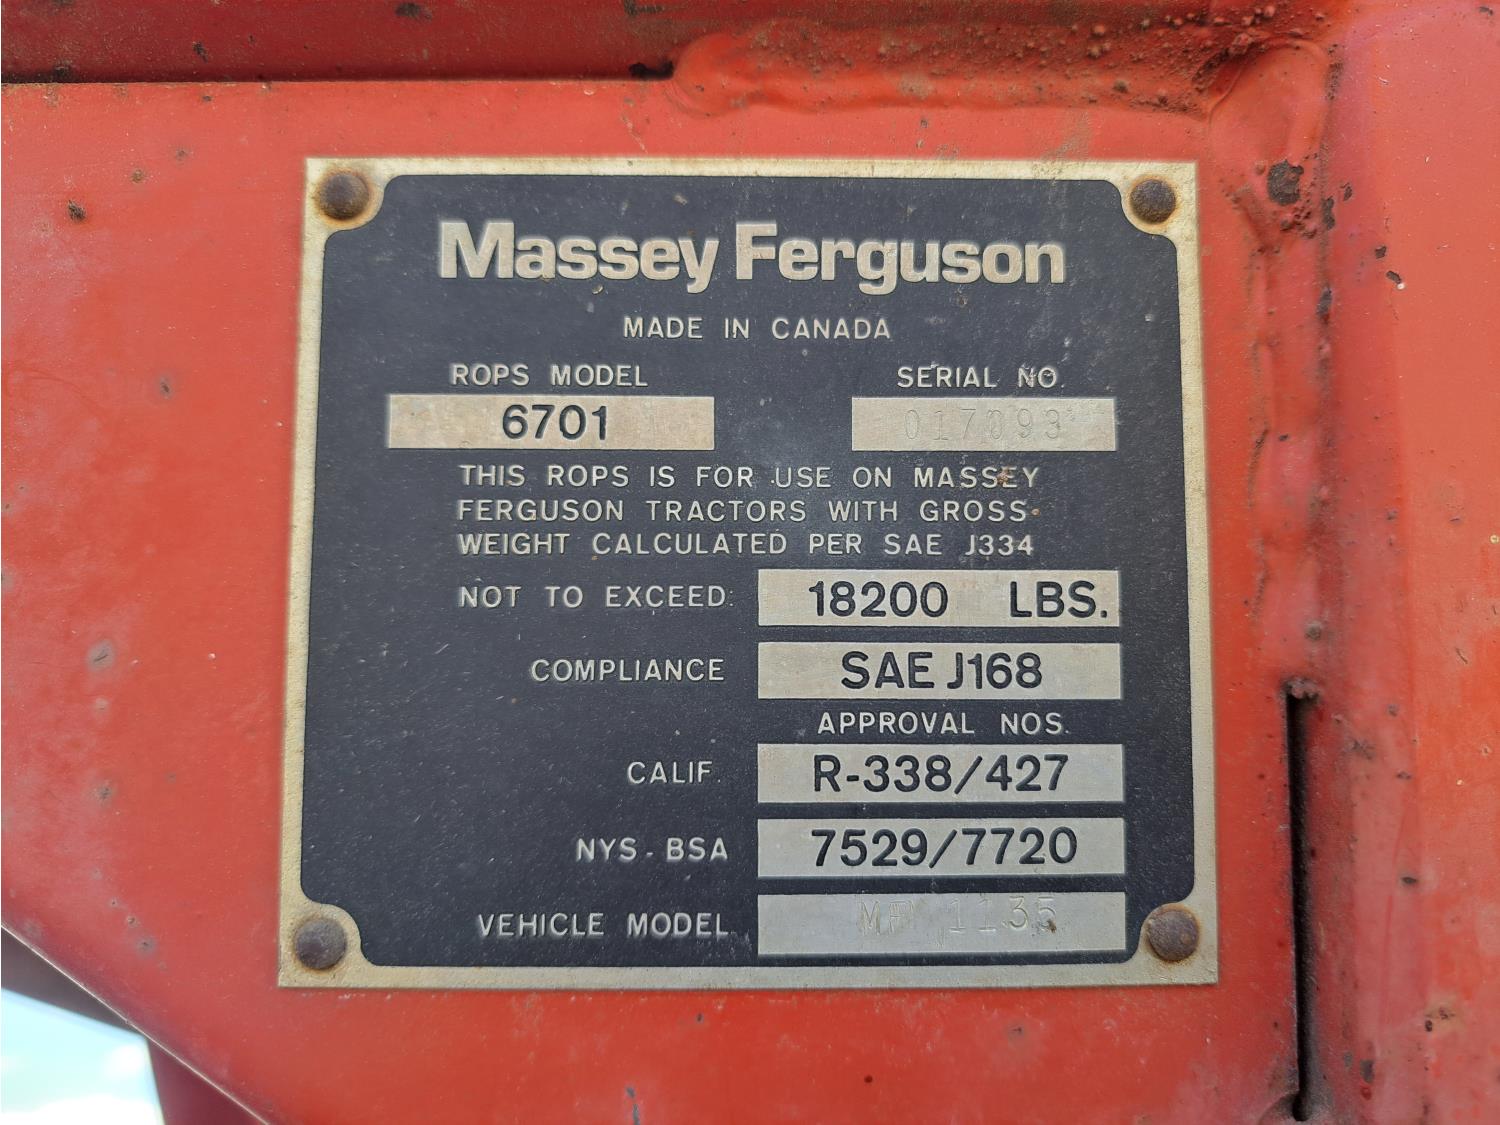 Massey Ferguson
MADE IN CANADA
ROPS MODEL SERIAL NO.
6701 017093
THIS ROPS IS FOR USE ON MASSEY
FERGUSON TRACTORS WITH GROSS
WEIGHT CALCULATED PER SAE J334
NOT TO EXCEED: 18200 LBS.
COMPLIANCE SAE J168
APPROVAL NOS.
CALIF. R-338/427
NYS-BSA 7529/7720
VEHICLE MODEL MF 1135